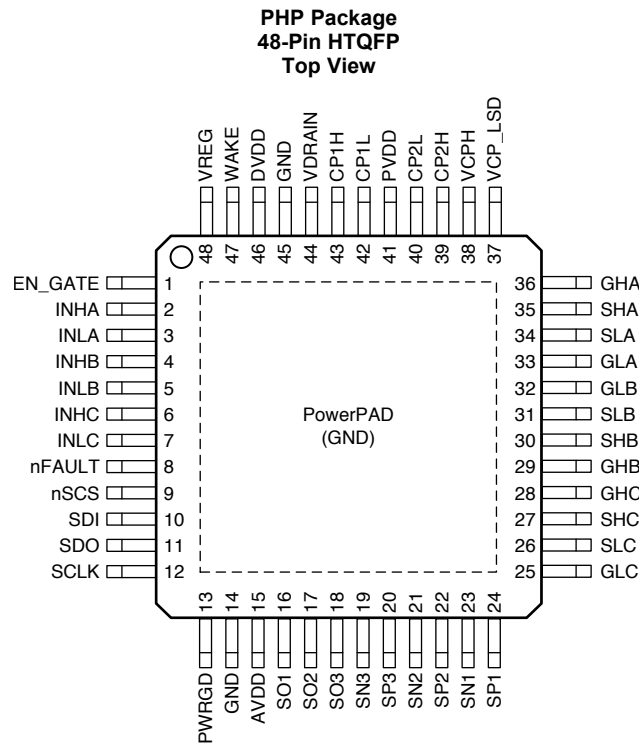 PHP Package
48-Pin HTQFP
Top View
VREG
WAKE
DVDD
GND
VDRAIN
CP1H
CP1L
PVDD
CP2L
CP2H
VCPH
VCP_LSD
48 47 46 45 44 43 42 41 40 39 38 37
EN_GATE 1
INHA 2
INLA 3
INHB 4
INLB 5
INHC 6
INLC 7
nFAULT 8
nSCS 9
SDI 10
SDO 11
SCLK 12
PowerPAD
(GND)
36 GHA
35 SHA
34 SLA
33 GLA
32 GLB
31 SLB
30 SHB
29 GHB
28 GHC
27 SHC
26 SLC
25 GLC
13 14 15 16 17 18 19 20 21 22 23 24
PWRGD
GND
AVDD
SO1
SO2
SO3
SN3
SP3
SN2
SP2
SN1
SP1